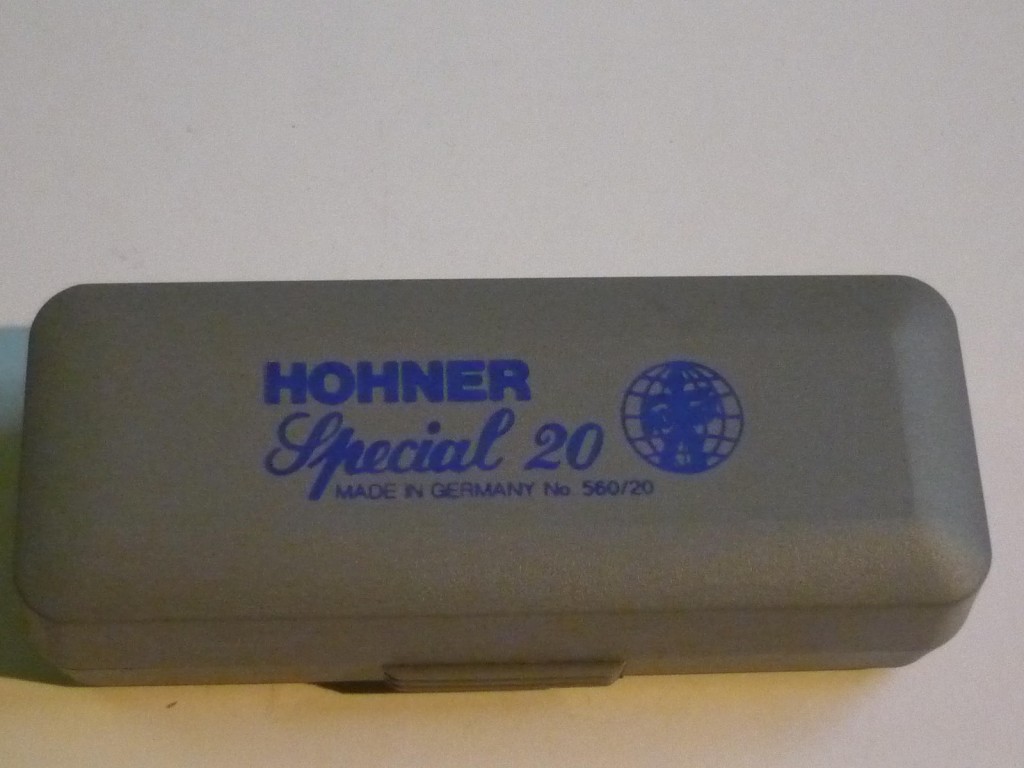 HOHNER
Special 20
MADE IN GERMANY No. 560/20